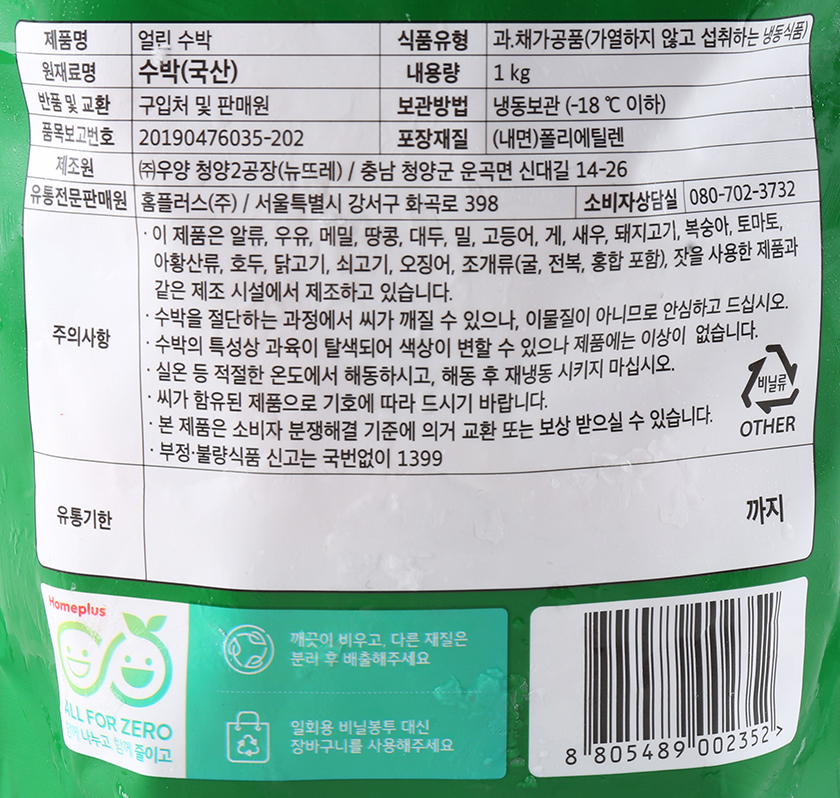 제품명 얼린 수박 식품유형 과.채가공품(가열하지 않고 섭취하는 냉동식품)
원재료명 수박(국산) 내용량 1 kg
반품 및 교환 구입처 및 판매원 보관방법 냉동보관 (-18 ℃ 이하)
품목보고번호 20190476035-202 포장재질 (내면)폴리에틸렌
제조원 ㈜우양 청양2공장(뉴뜨레) / 충남 청양군 운곡면 신대길 14-26
유통전문판매원 홈플러스(주) / 서울특별시 강서구 화곡로 398 소비자상담실 080-702-3732
주의사항
· 이 제품은 알류, 우유, 메밀, 땅콩, 대두, 밀, 고등어, 게, 새우, 돼지고기, 복숭아, 토마토,
아황산류, 호두, 닭고기, 쇠고기, 오징어, 조개류(굴, 전복, 홍합 포함), 잣을 사용한 제품과
같은 제조 시설에서 제조하고 있습니다.
· 수박을 절단하는 과정에서 씨가 깨질 수 있으나, 이물질이 아니므로 안심하고 드십시오.
· 수박의 특성상 과육이 탈색되어 색상이 변할 수 있으나 제품에는 이상이 없습니다.
· 실온 등 적절한 온도에서 해동하시고, 해동 후 재냉동 시키지 마십시오.
· 씨가 함유된 제품으로 기호에 따라 드시기 바랍니다.
· 본 제품은 소비자 분쟁해결 기준에 의거 교환 또는 보상 받으실 수 있습니다.
· 부정·불량식품 신고는 국번없이 1399
비닐류
OTHER
유통기한 까지
Homeplus
ALL FOR ZERO
함께 나누고 함께 줄이고
깨끗이 비우고, 다른 재질은
분리 후 배출해주세요
일회용 비닐봉투 대신
장바구니를 사용해주세요
8 805489 002352 >